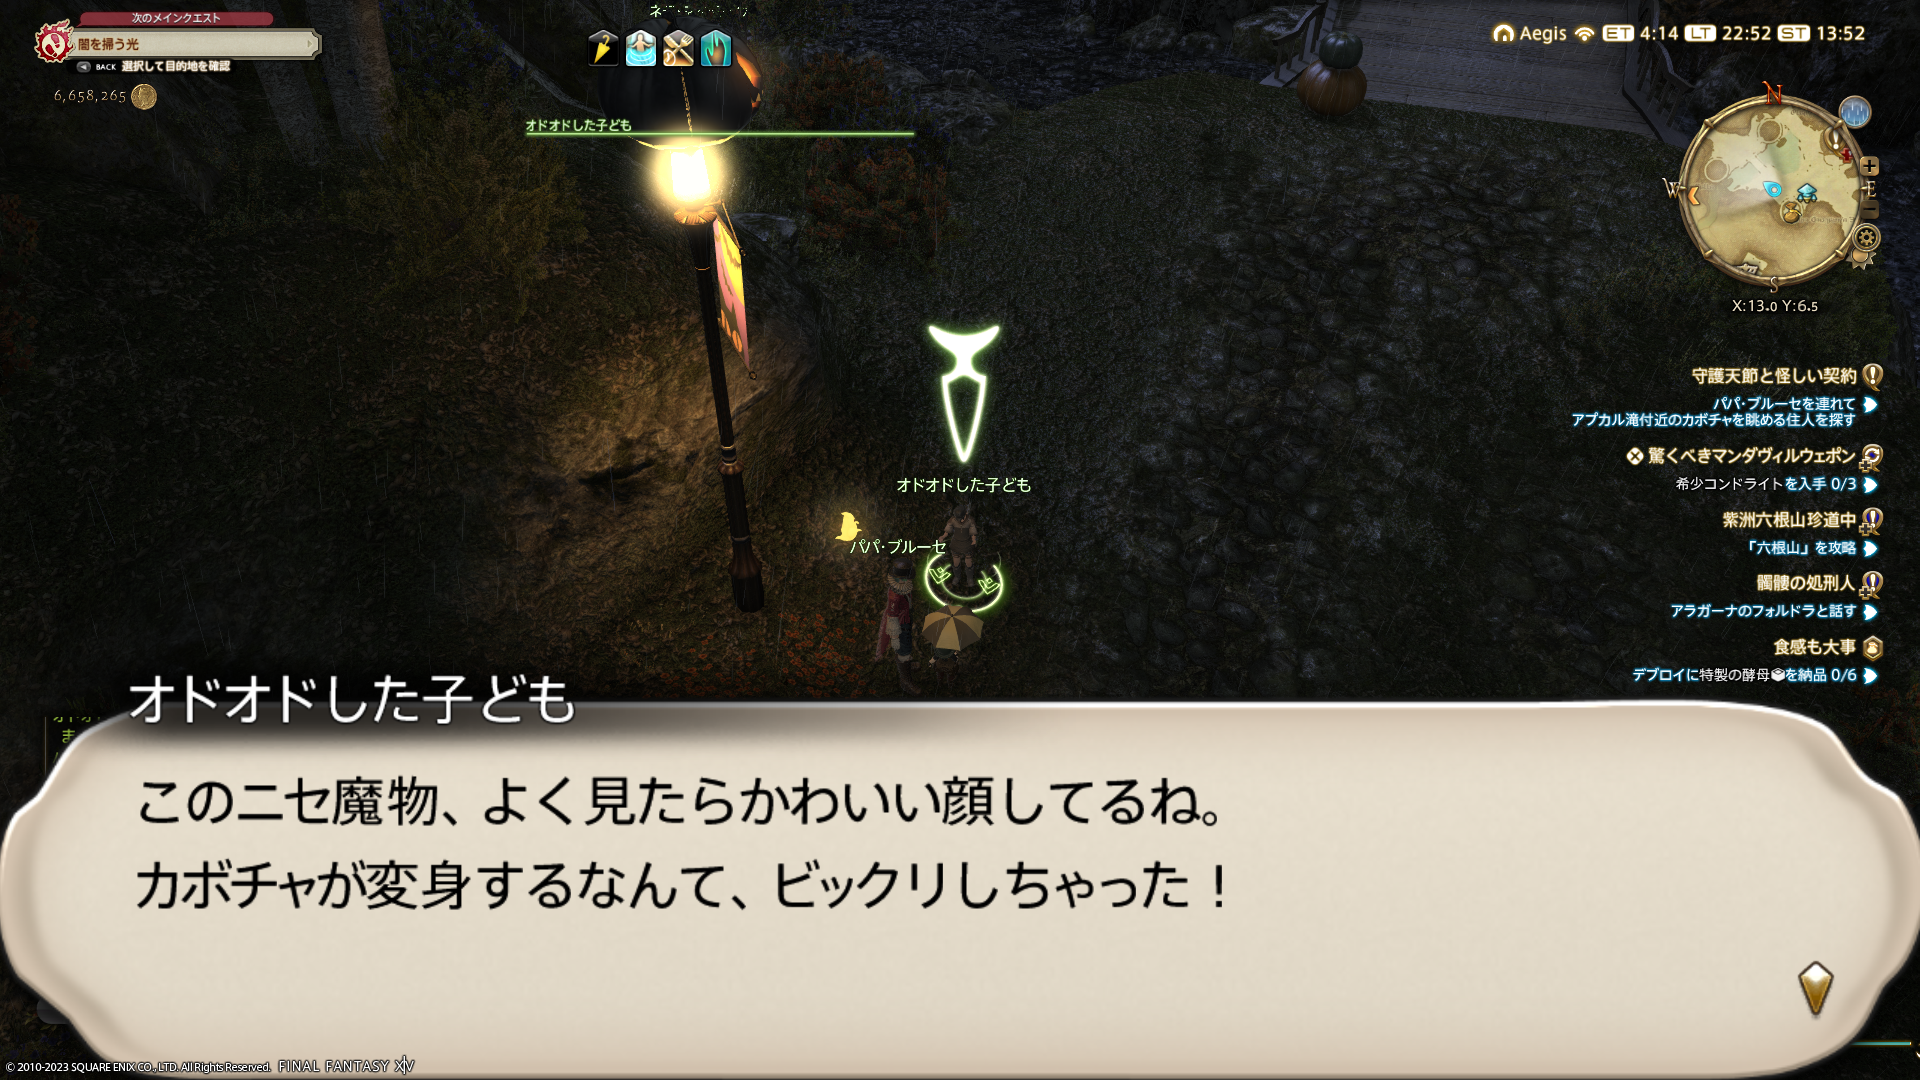 次のメインクエスト
闇を掃う光
BACK 選択して目的地を確認
6,658,265
Aegis ET 4:14 LT 22:52 ST 13:52
オドオドした子ども
N
W
E
S
X:13.0 Y:6.5
守護天節と怪しい契約
パパ・ブルーセを連れて
アプカル滝付近のカボチャを眺める住人を探す
驚くべきマンダヴィルウェポン
希少コンドライトを入手 0/3
紫洲六根山珍道中
「六根山」を攻略
髑髏の処刑人
アラガーナのフォルドラと話す
食感も大事
デブロイに特製の酵母を納品 0/6
オドオドした子ども
パパ・ブルーセ
オドオドした子ども
このニセ魔物、よく見たらかわいい顔してるね。
カボチャが変身するなんて、ビックリしちゃった！
© 2010-2023 SQUARE ENIX CO., LTD. All Rights Reserved. FINAL FANTASY XIV